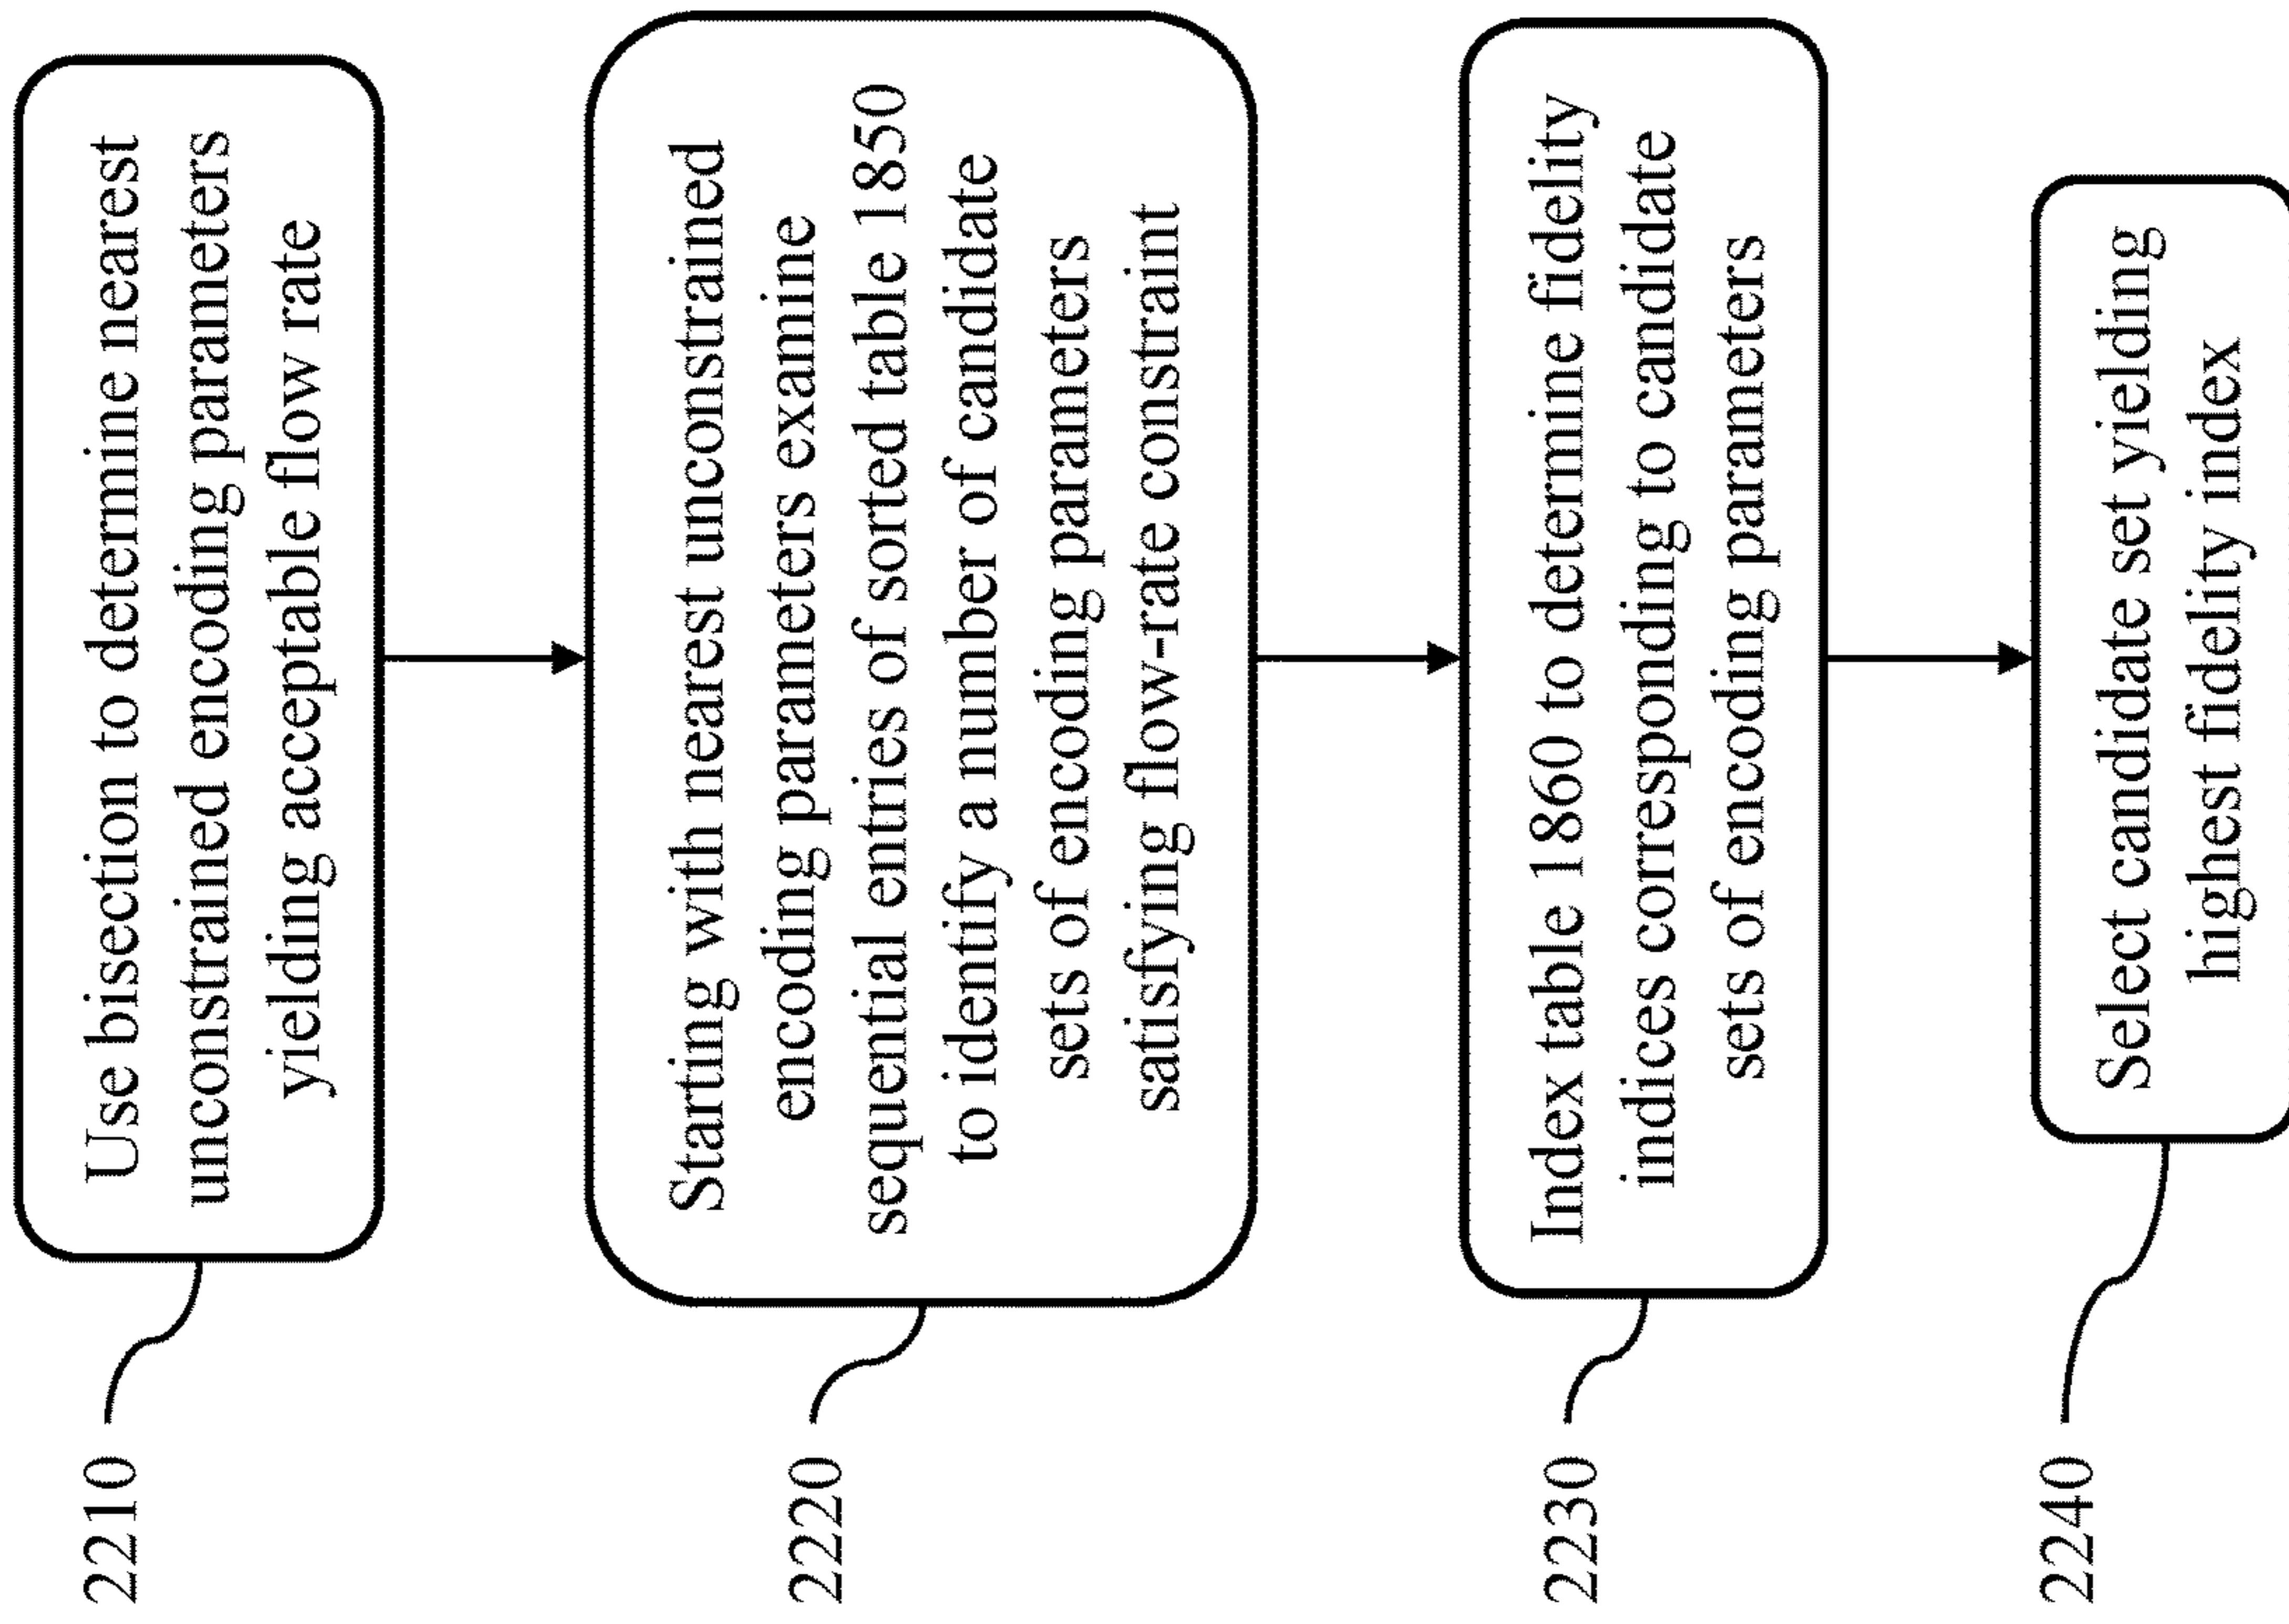 2210
Use bisection to determine nearest
unconstrained encoding parameters
yielding acceptable flow rate
2220
Starting with nearest unconstrained
encoding parameters examine
sequential entries of sorted table 1850
to identify a number of candidate
sets of encoding parameters
satisfying flow-rate constraint
2230
Index table 1860 to determine fidelity
indices corresponding to candidate
sets of encoding parameters
2240
Select candidate set yielding
highest fidelity index